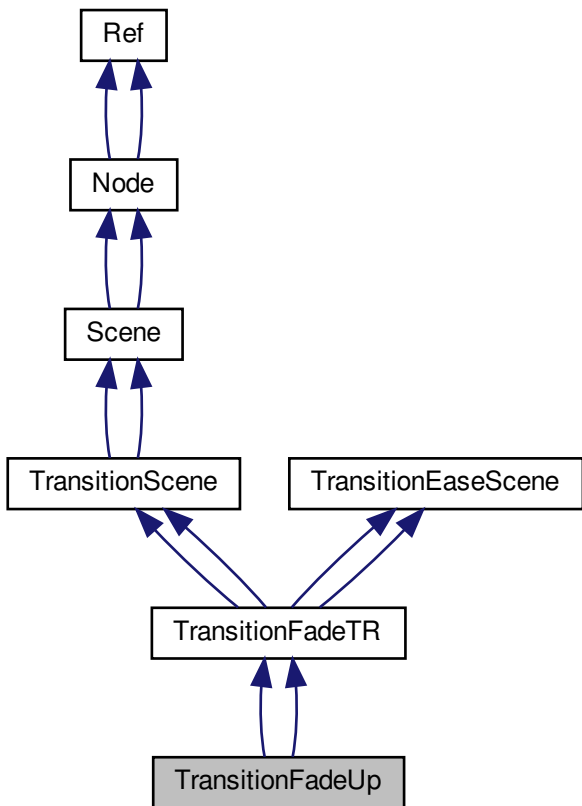 Ref
Node
Scene
TransitionScene
TransitionEaseScene
TransitionFadeTR
TransitionFadeUp